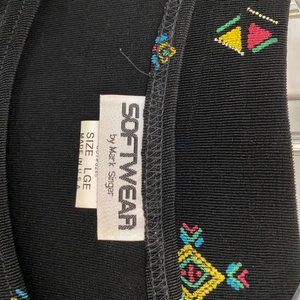 SOFTWEAR
by Mark Singer
SIZE LGE
MADE IN U.S.A.